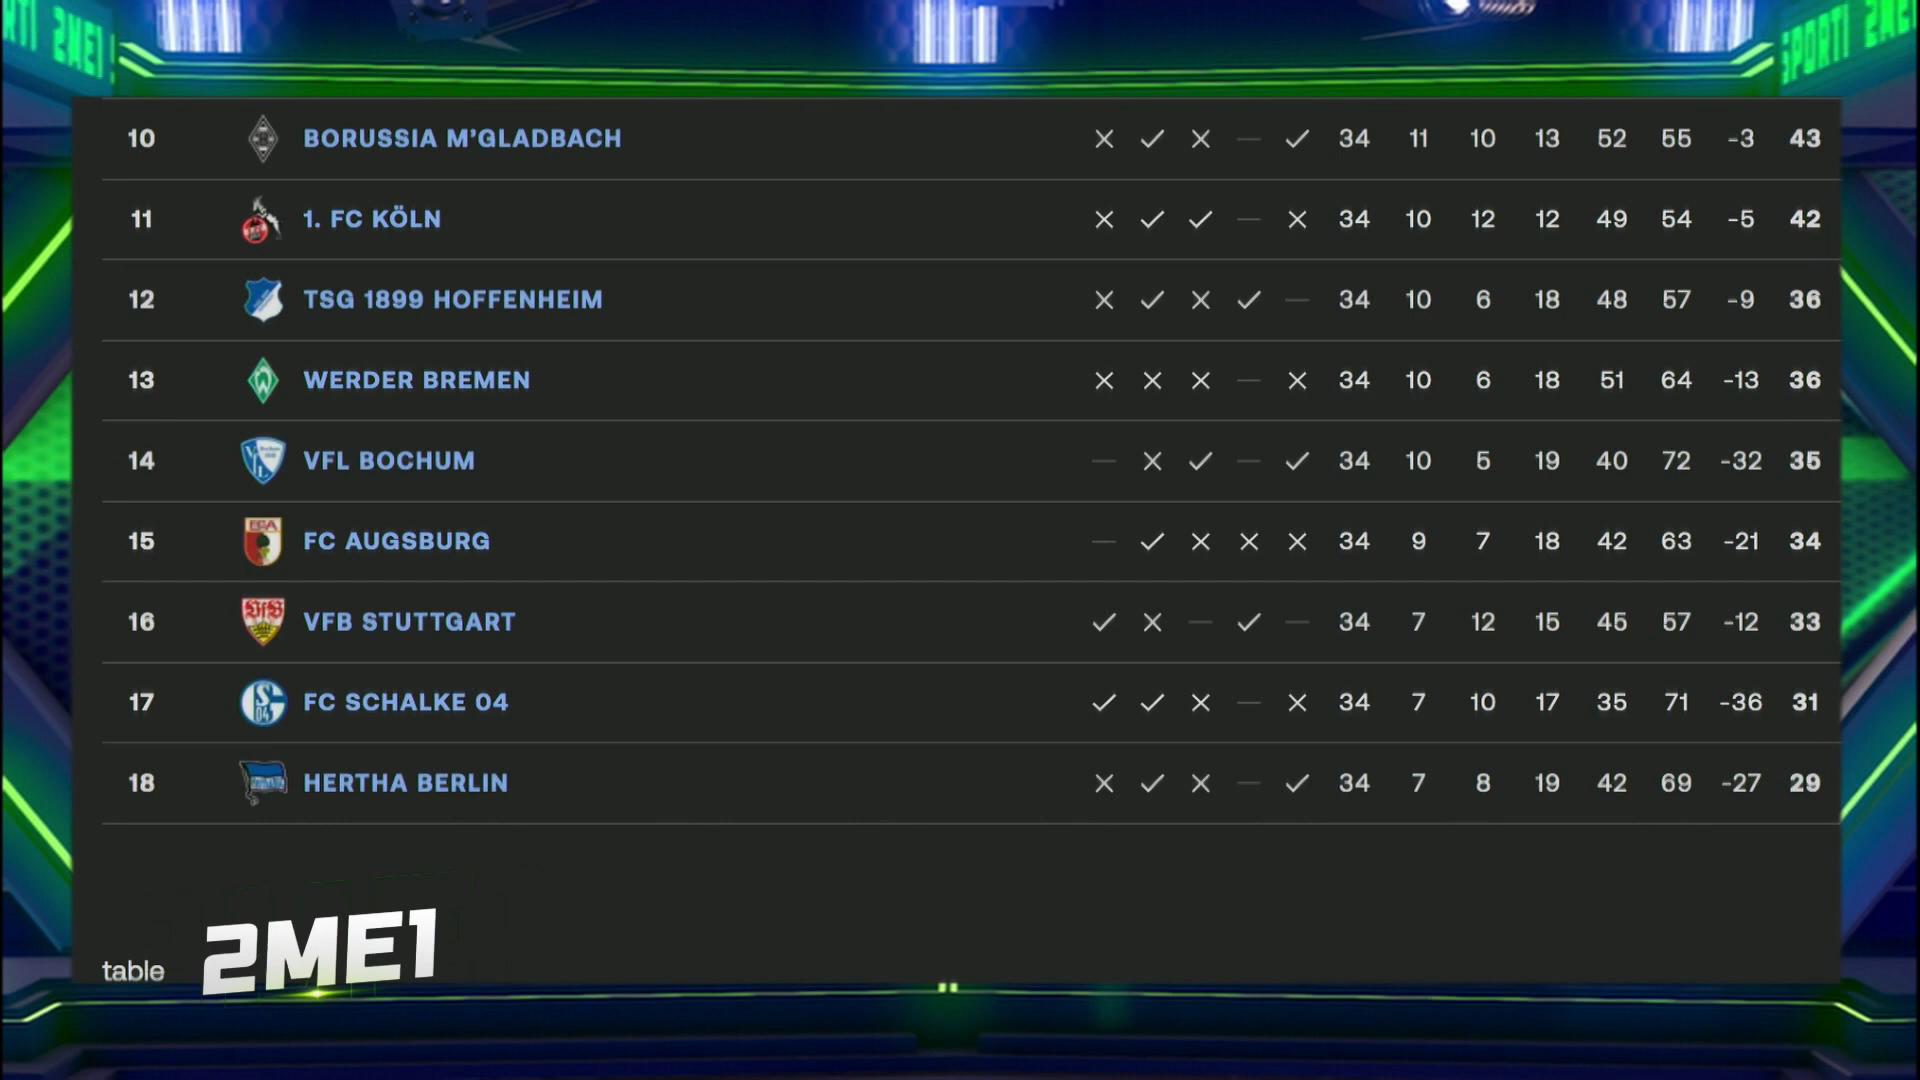 SPORTI 2ME1
10 BORUSSIA M'GLADBACH × ✓ × – ✓ 34 11 10 13 52 55 -3 43
11 1. FC KÖLN × ✓ ✓ – × 34 10 12 12 49 54 -5 42
12 TSG 1899 HOFFENHEIM × ✓ × ✓ – 34 10 6 18 48 57 -9 36
13 WERDER BREMEN × × × – × 34 10 6 18 51 64 -13 36
14 VFL BOCHUM – × ✓ – ✓ 34 10 5 19 40 72 -32 35
15 FC AUGSBURG – ✓ × × × 34 9 7 18 42 63 -21 34
16 VFB STUTTGART ✓ × – ✓ – 34 7 12 15 45 57 -12 33
17 FC SCHALKE 04 ✓ ✓ × – × 34 7 10 17 35 71 -36 31
18 HERTHA BERLIN × ✓ × – ✓ 34 7 8 19 42 69 -27 29
table 2ME1